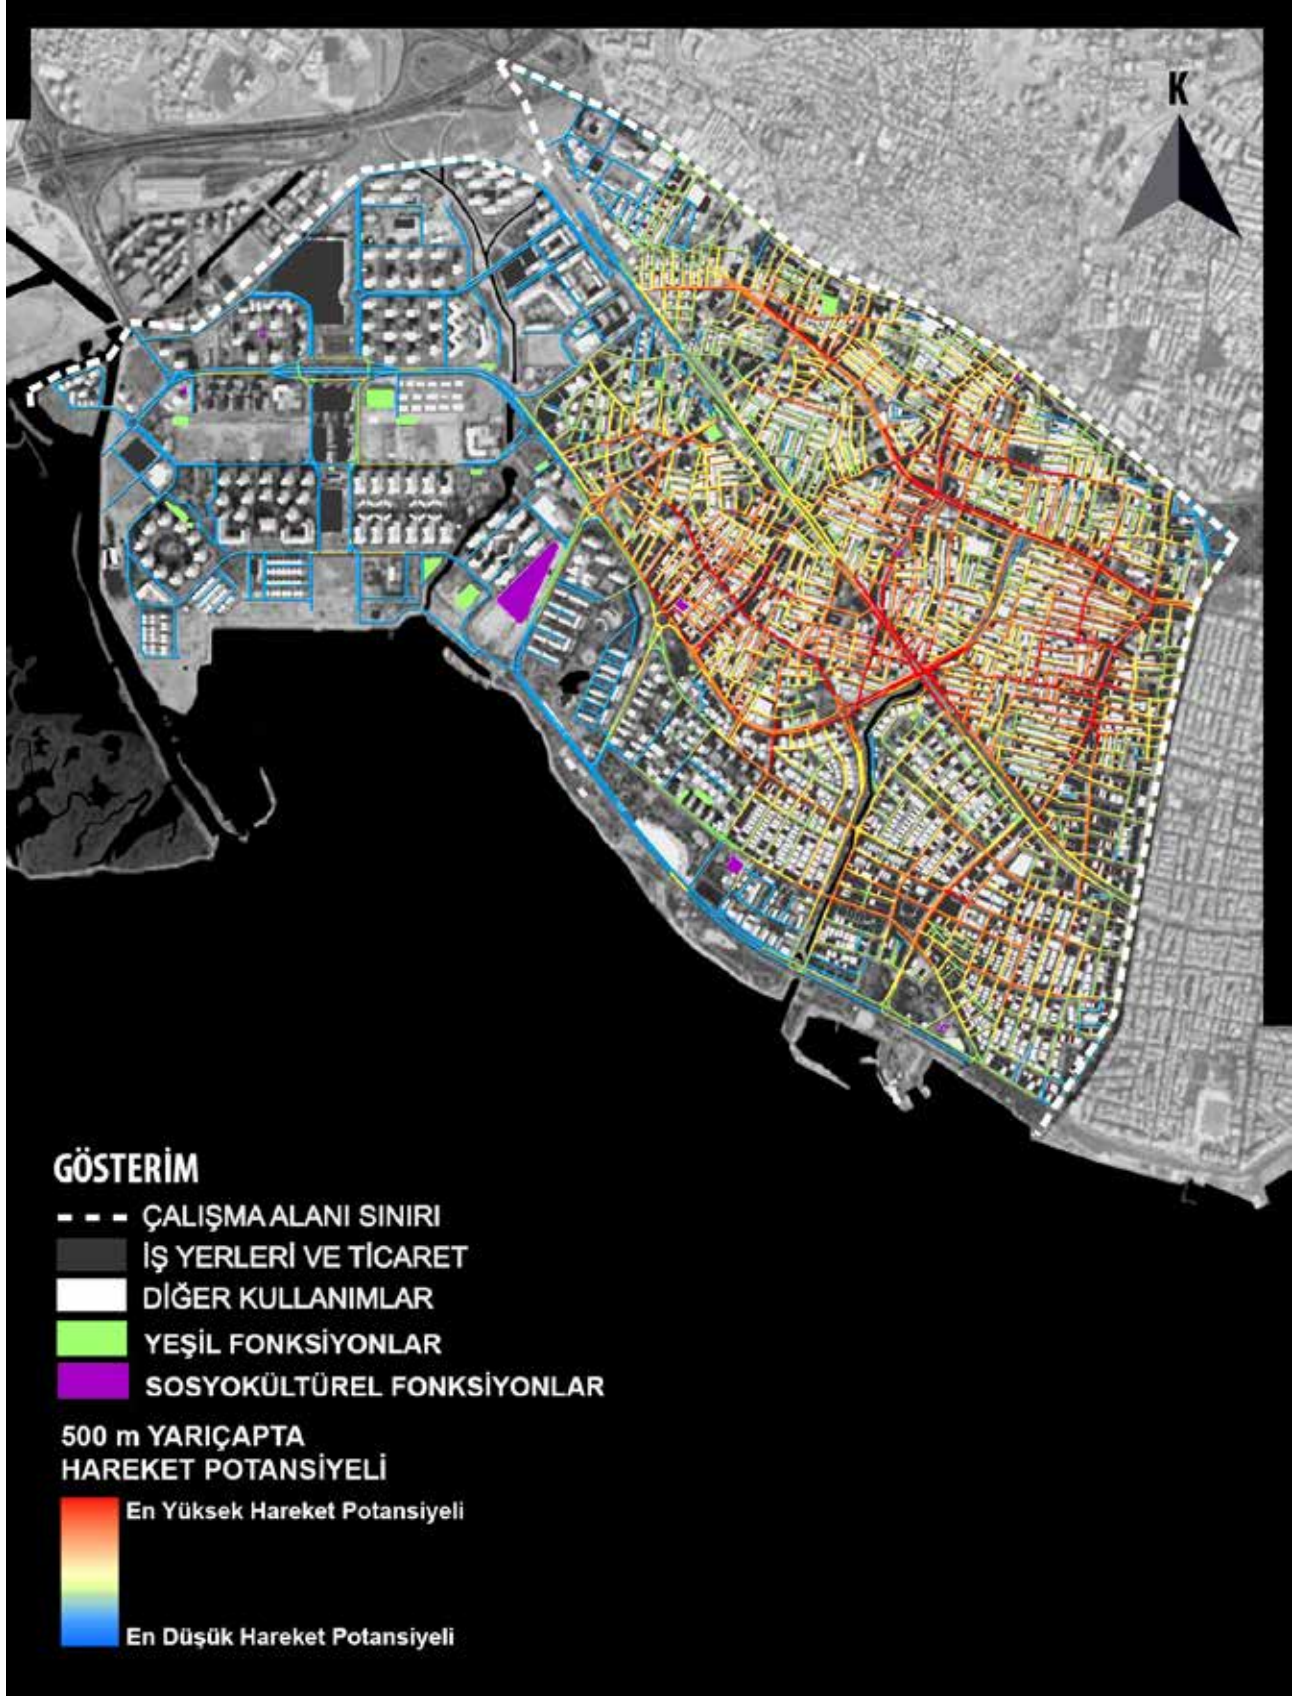 K
GÖSTERİM
ÇALIŞMA ALANI SINIRI
İŞ YERLERİ VE TİCARET
DİĞER KULLANIMLAR
YEŞİL FONKSİYONLAR
SOSYOKÜLTÜREL FONKSİYONLAR
500 m YARIÇAPTA
HAREKET POTANSİYELİ
En Yüksek Hareket Potansiyeli
En Düşük Hareket Potansiyeli